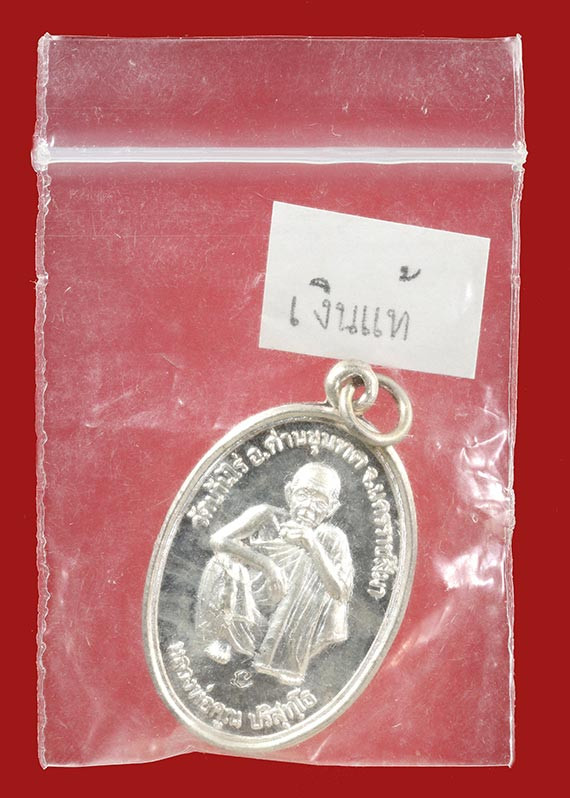 เงินแท้
วัดบ้านไร่ อ.ด่านขุนทด จ.นครราชสีมา
หลวงพ่อคูณ ปริสุทฺโธ